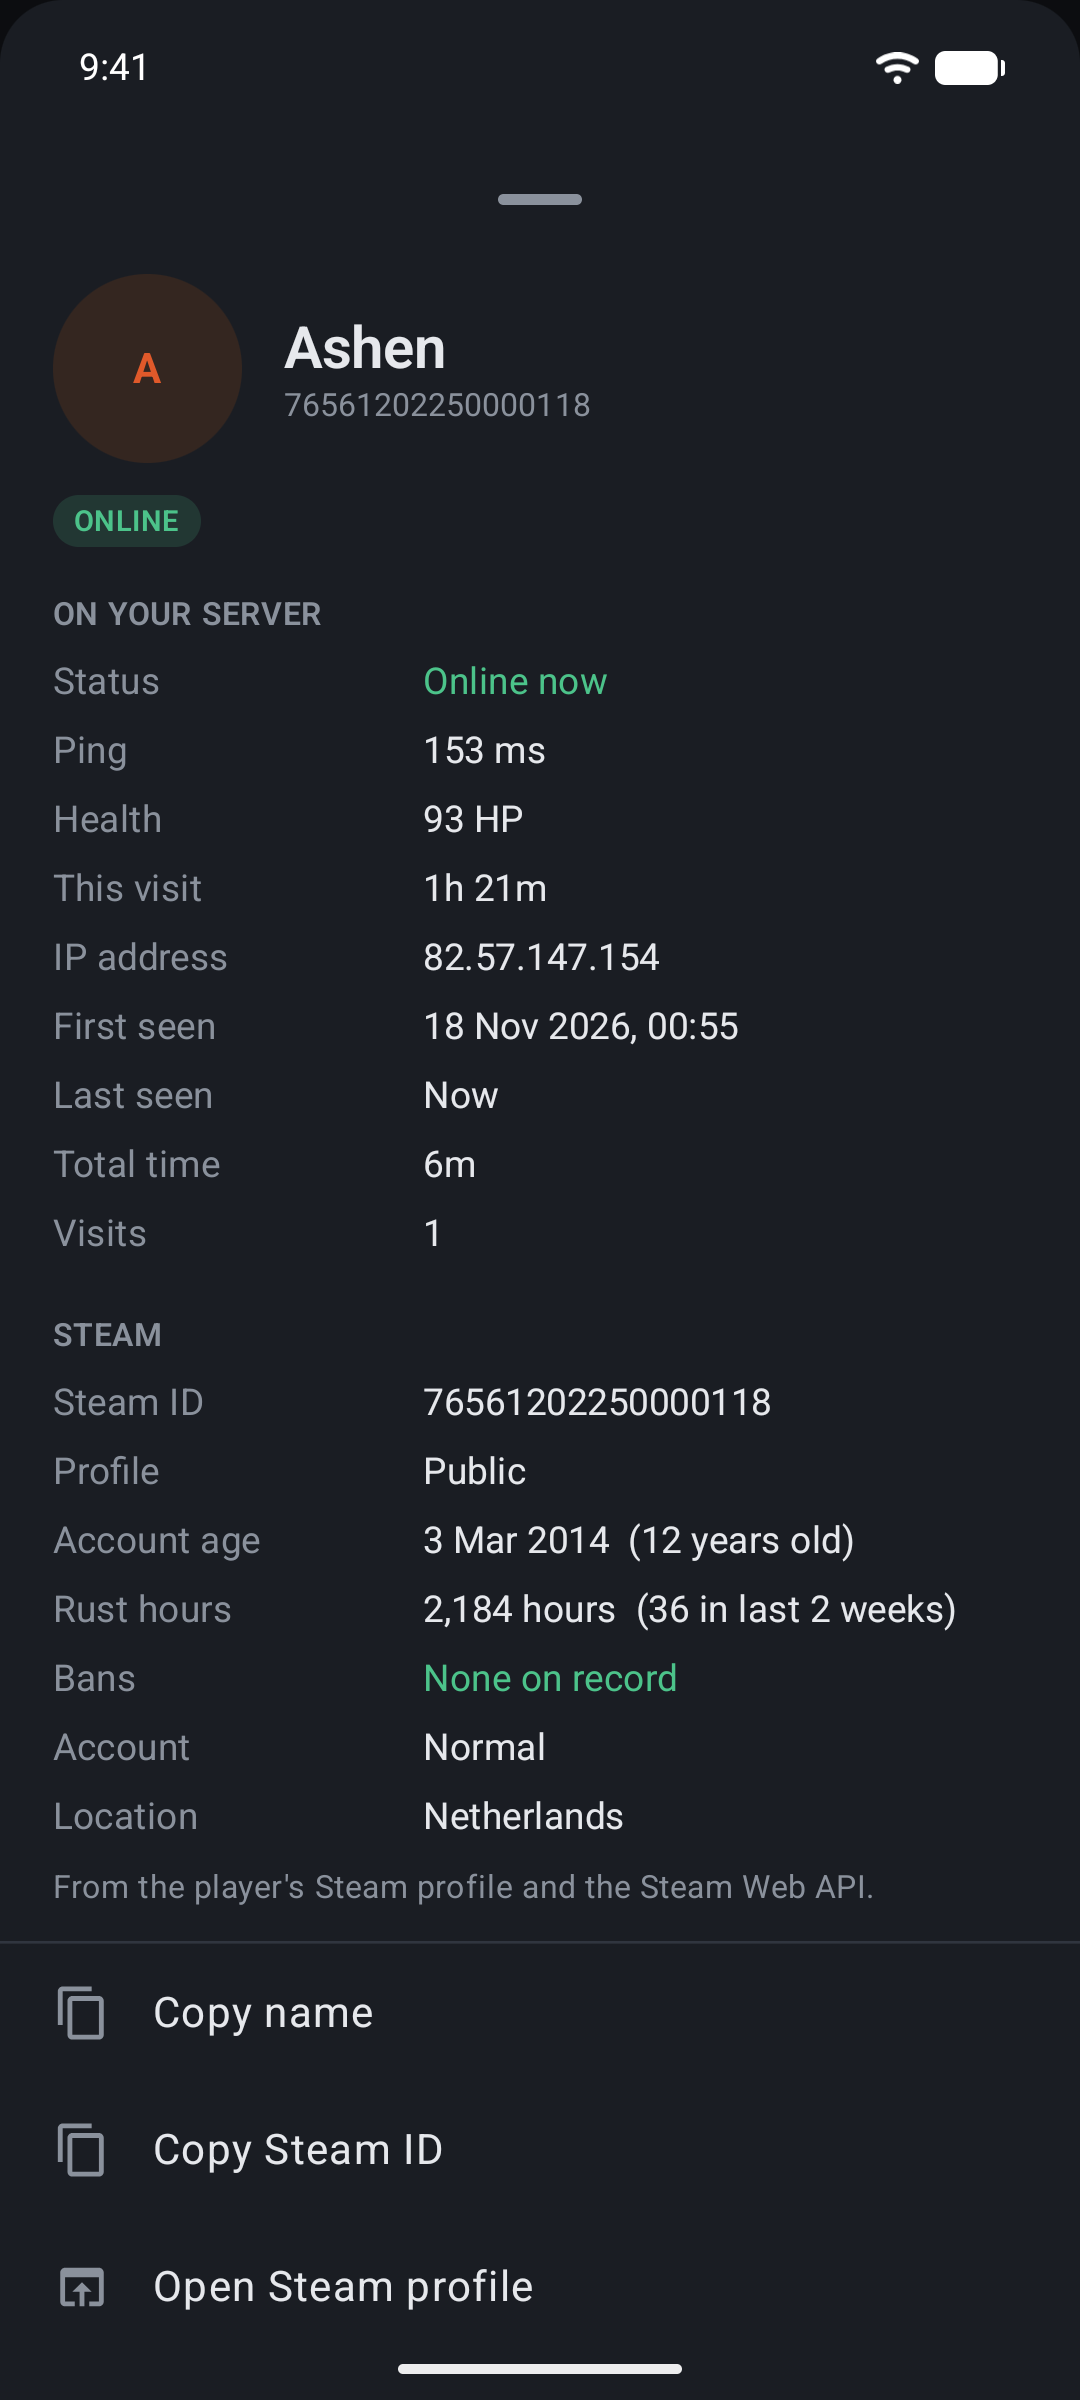 9:41
A
Ashen
76561202250000118
ONLINE
ON YOUR SERVER
Status Online now
Ping 153 ms
Health 93 HP
This visit 1h 21m
IP address 82.57.147.154
First seen 18 Nov 2026, 00:55
Last seen Now
Total time 6m
Visits 1
STEAM
Steam ID 76561202250000118
Profile Public
Account age 3 Mar 2014 (12 years old)
Rust hours 2,184 hours (36 in last 2 weeks)
Bans None on record
Account Normal
Location Netherlands
From the player's Steam profile and the Steam Web API.
Copy name
Copy Steam ID
Open Steam profile